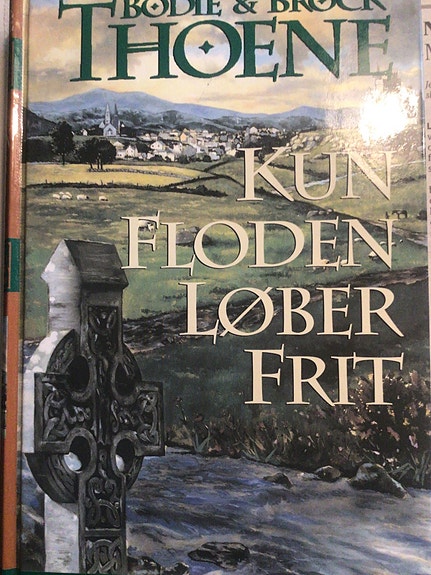 BODIE & BROCK
THOENE
KUN
FLODEN
LØBER
FRIT